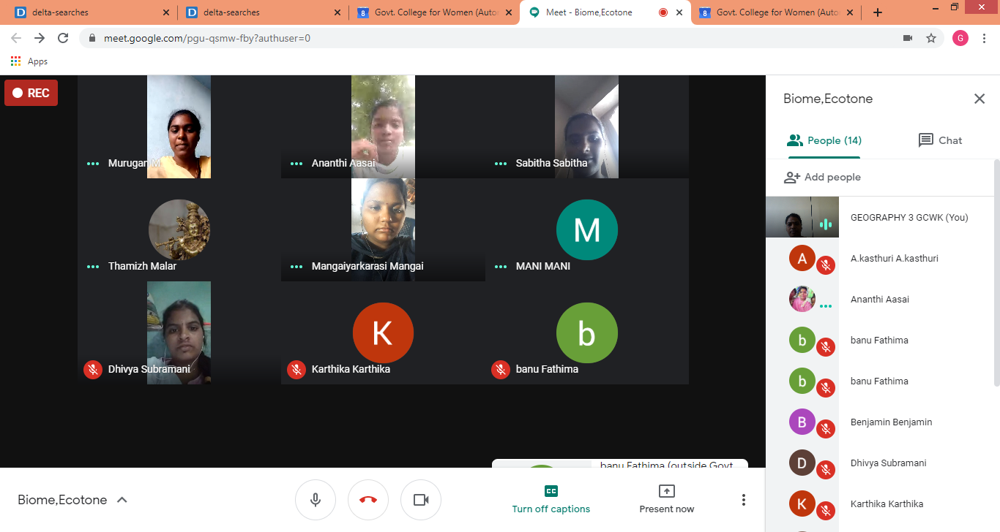 delta-searches
delta-searches
Govt. College for Women (Auto
Meet - Biome,Ecotone
Govt. College for Women (Auto
meet.google.com/pgu-qsmw-fby?authuser=0
G
Apps
REC
Murugan M
Ananthi Aasai
Sabitha Sabitha
Thamizh Malar
Mangaiyarkarasi Mangai
M
MANI MANI
Dhivya Subramani
K
Karthika Karthika
b
banu Fathima
banu Fathima (outside Govt
Biome,Ecotone
CC
Turn off captions
Present now
Biome,Ecotone
People (14)
Chat
Add people
GEOGRAPHY 3 GCWK (You)
A
A.kasthuri A.kasthuri
Ananthi Aasai
b
banu Fathima
b
banu Fathima
B
Benjamin Benjamin
D
Dhivya Subramani
K
Karthika Karthika